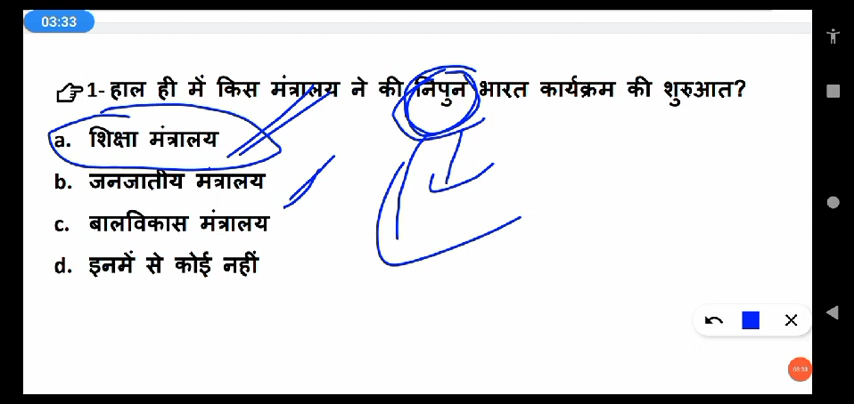 03:33
1- हाल ही में किस मंत्रालय ने की निपुन भारत कार्यक्रम की शुरुआत?
a. शिक्षा मंत्रालय
b. जनजातीय मंत्रालय
c. बालविकास मंत्रालय
d. इनमें से कोई नहीं